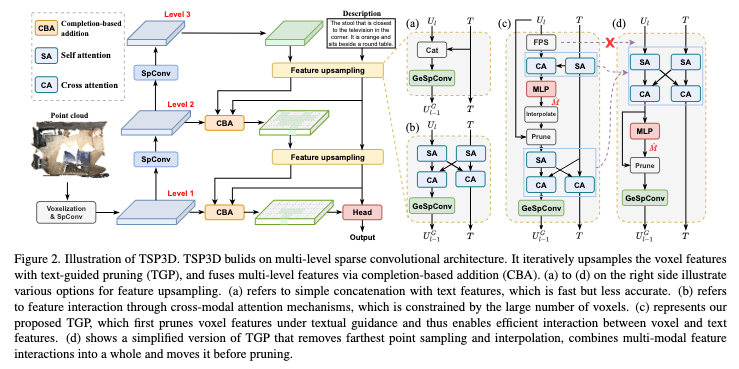 CBA
Completion-based
addition
SA
Self attention
CA
Cross attention
Point cloud
Voxelization
& SpConv
Level 3
SpConv
Level 2
SpConv
Level 1
Description
The stool that is closest
to the television in the
corner. It is orange and
sits beside a round table.
Feature upsampling
CBA
Feature upsampling
CBA
Head
Output
(a)
U_l
T
Cat
GeSpConv
U_{l-1}^G
T
(b)
U_l
T
SA
SA
CA
CA
GeSpConv
U_{l-1}^G
T
(c)
U_l
T
FPS
CA
SA
MLP
M̂
Interpolate
Prune
SA
CA
CA
GeSpConv
U_{l-1}^G
T
X
(d)
U_l
T
SA
SA
CA
CA
MLP
M̂
Prune
GeSpConv
U_{l-1}^G
T
Figure 2. Illustration of TSP3D. TSP3D bulids on multi-level sparse convolutional architecture. It iteratively upsamples the voxel features
with text-guided pruning (TGP), and fuses multi-level features via completion-based addition (CBA). (a) to (d) on the right side illustrate
various options for feature upsampling. (a) refers to simple concatenation with text features, which is fast but less accurate. (b) refers
to feature interaction through cross-modal attention mechanisms, which is constrained by the large number of voxels. (c) represents our
proposed TGP, which first prunes voxel features under textual guidance and thus enables efficient interaction between voxel and text
features. (d) shows a simplified version of TGP that removes farthest point sampling and interpolation, combines multi-modal feature
interactions into a whole and moves it before pruning.